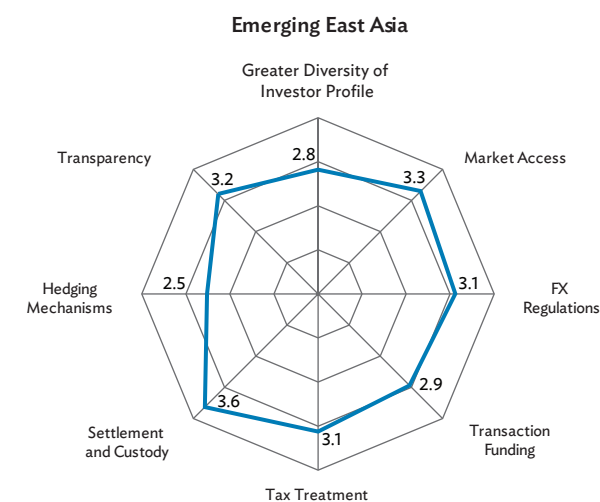 Emerging East Asia
Greater Diversity of
Investor Profile
Transparency
2.8
Market Access
3.2
3.3
Hedging
Mechanisms
2.5
3.1
FX
Regulations
2.9
3.6
Settlement
and Custody
3.1
Transaction
Funding
Tax Treatment